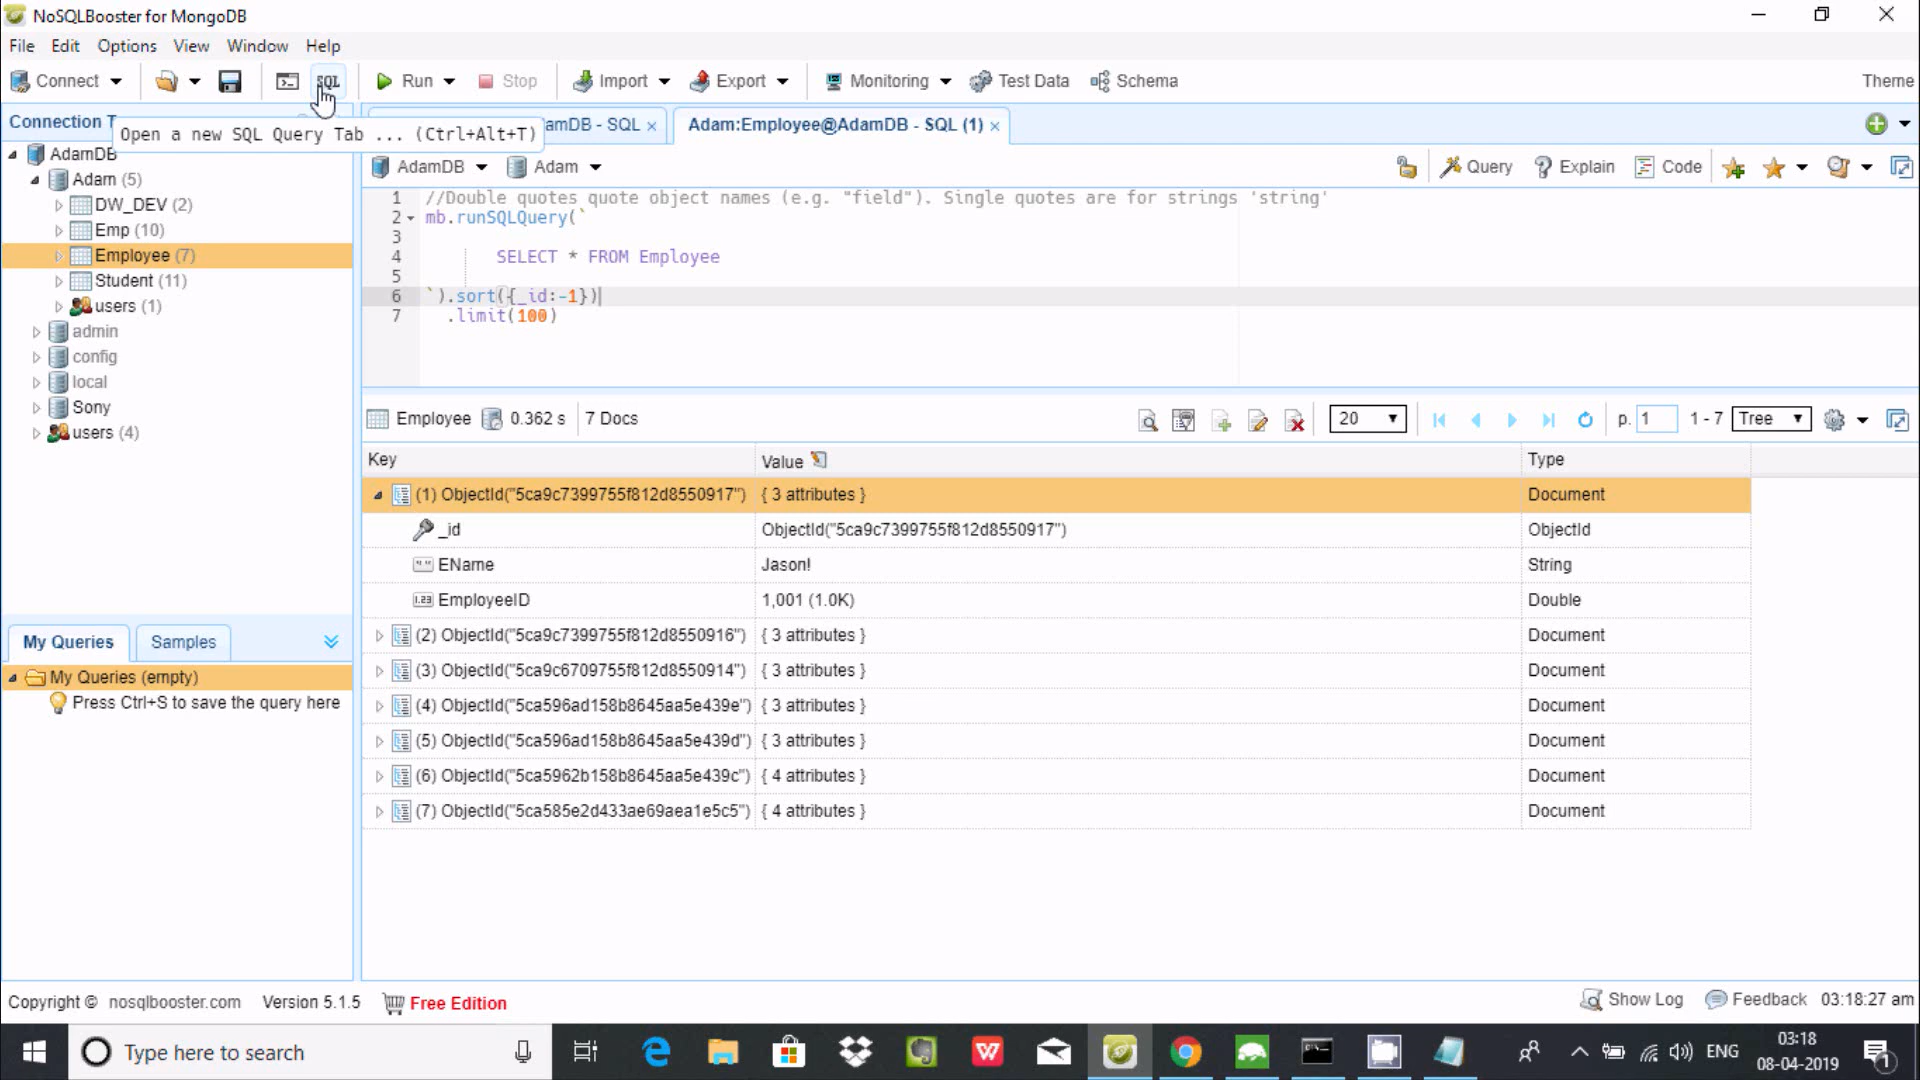 NoSQLBooster for MongoDB
File Edit Options View Window Help
Connect SQL Run Stop Import Export Monitoring Test Data Schema Theme
Connection T
Open a new SQL Query Tab ... (Ctrl+Alt+T)
amDB - SQL × Adam:Employee@AdamDB - SQL (1) ×
AdamDB
Adam (5)
DW_DEV (2)
Emp (10)
Employee (7)
Student (11)
users (1)
admin
config
local
Sony
users (4)
AdamDB Adam Query Explain Code
1 //Double quotes quote object names (e.g. "field"). Single quotes are for strings 'string'
2 mb.runSQLQuery(`
3
4 SELECT * FROM Employee
5
6 `).sort({_id:-1})
7 .limit(100)
Employee 0.362 s 7 Docs 20 p. 1 1 - 7 Tree
Key Value Type
(1) ObjectId("5ca9c7399755f812d8550917") { 3 attributes } Document
_id ObjectId("5ca9c7399755f812d8550917") ObjectId
EName Jason! String
1.23 EmployeeID 1,001 (1.0K) Double
(2) ObjectId("5ca9c7399755f812d8550916") { 3 attributes } Document
(3) ObjectId("5ca9c6709755f812d8550914") { 3 attributes } Document
(4) ObjectId("5ca596ad158b8645aa5e439e") { 3 attributes } Document
(5) ObjectId("5ca596ad158b8645aa5e439d") { 3 attributes } Document
(6) ObjectId("5ca5962b158b8645aa5e439c") { 4 attributes } Document
(7) ObjectId("5ca585e2d433ae69aea1e5c5") { 4 attributes } Document
My Queries Samples
My Queries (empty)
Press Ctrl+S to save the query here
Copyright © nosqlbooster.com Version 5.1.5 Free Edition Show Log Feedback 03:18:27 am
Type here to search ENG 03:18
08-04-2019
1